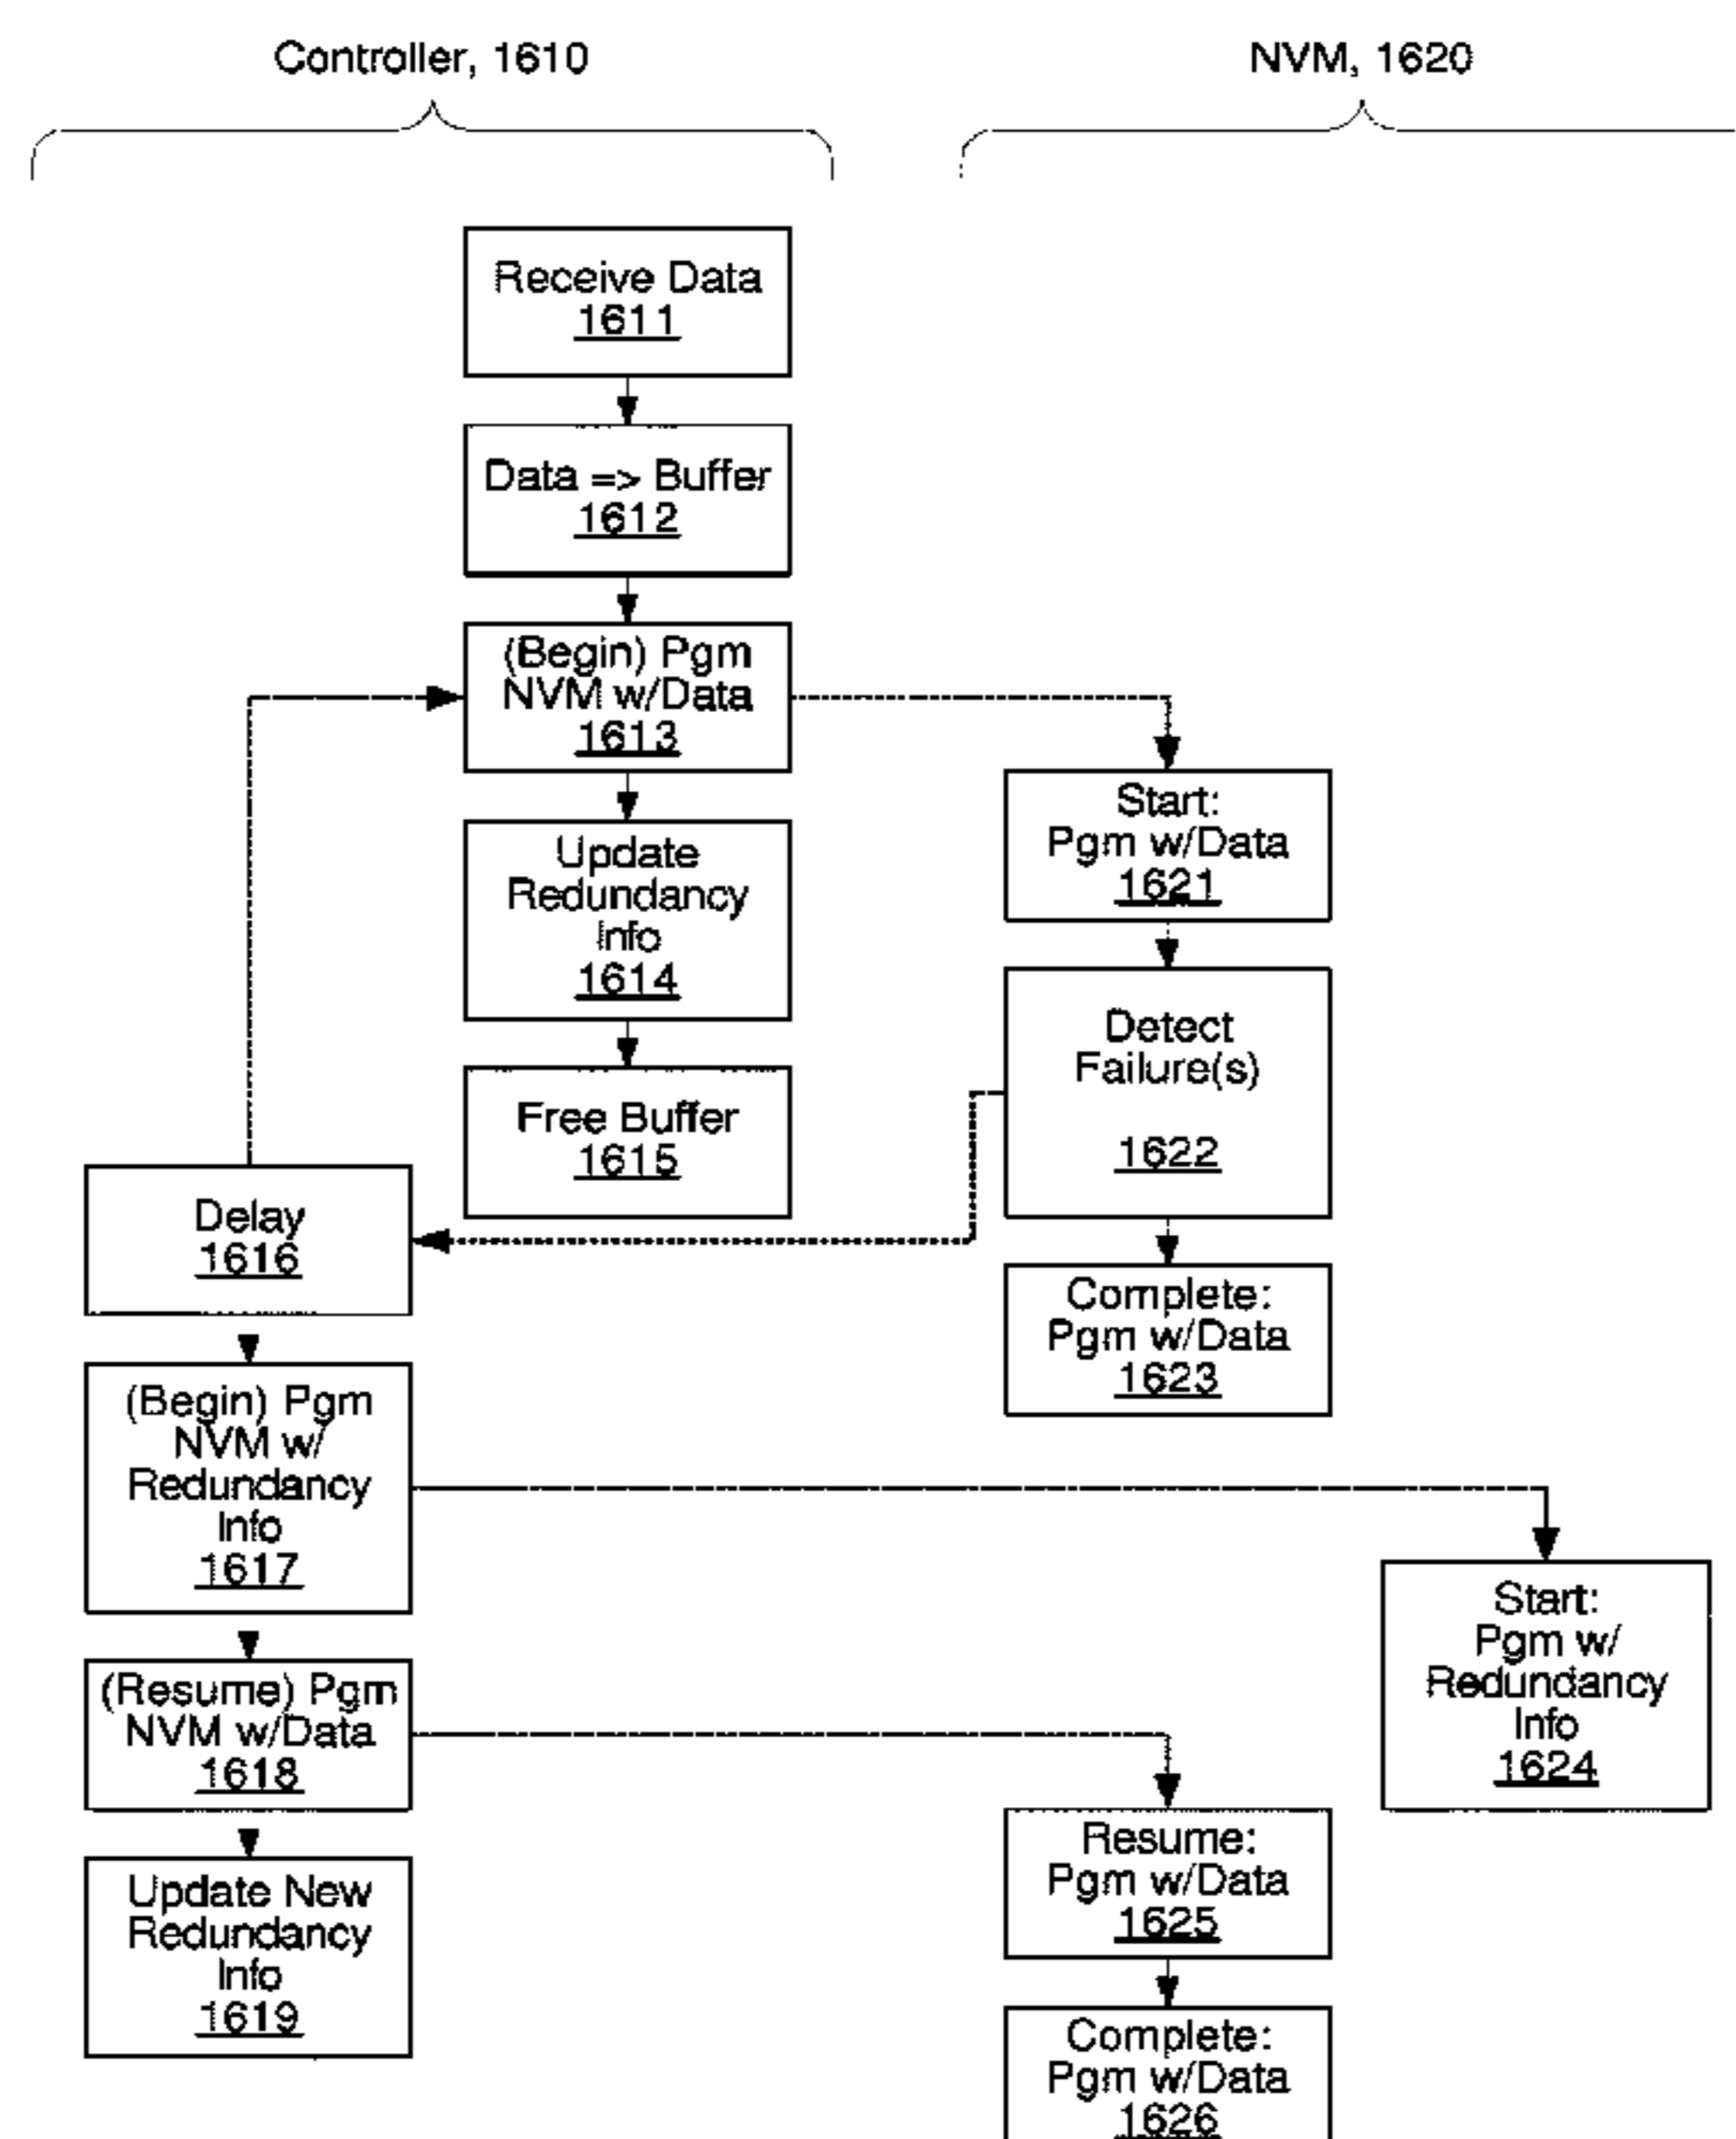 Controller, 1610
NVM, 1620
Receive Data
1611
Data => Buffer
1612
(Begin) Pgm
NVM w/Data
1613
Start:
Pgm w/Data
1621
Update
Redundancy
Info
1614
Detect
Failure(s)
1622
Free Buffer
1615
Delay
1616
Complete:
Pgm w/Data
1623
(Begin) Pgm
NVM w/
Redundancy
Info
1617
Start:
Pgm w/
Redundancy
Info
1624
(Resume) Pgm
NVM w/Data
1618
Resume:
Pgm w/Data
1625
Update New
Redundancy
Info
1619
Complete:
Pgm w/Data
1626